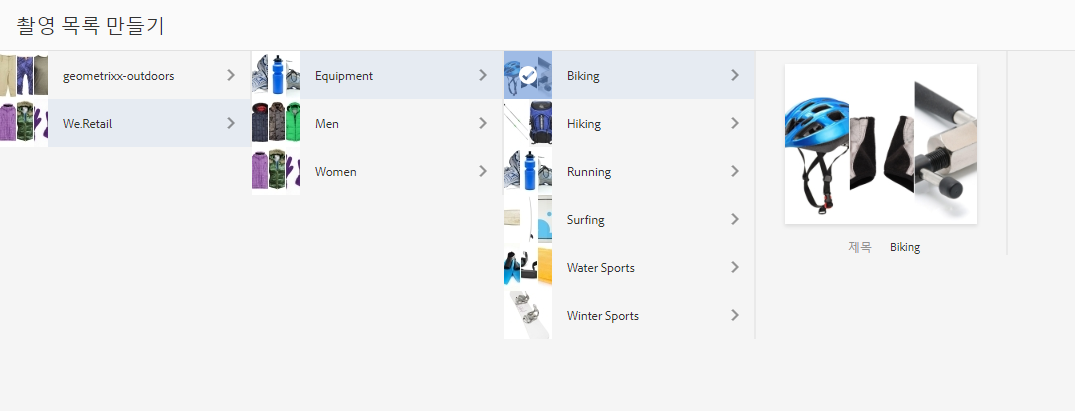 촬영 목록 만들기
geometrixx-outdoors
We.Retail
Equipment
Men
Women
Biking
Hiking
Running
Surfing
Water Sports
Winter Sports
제목 Biking